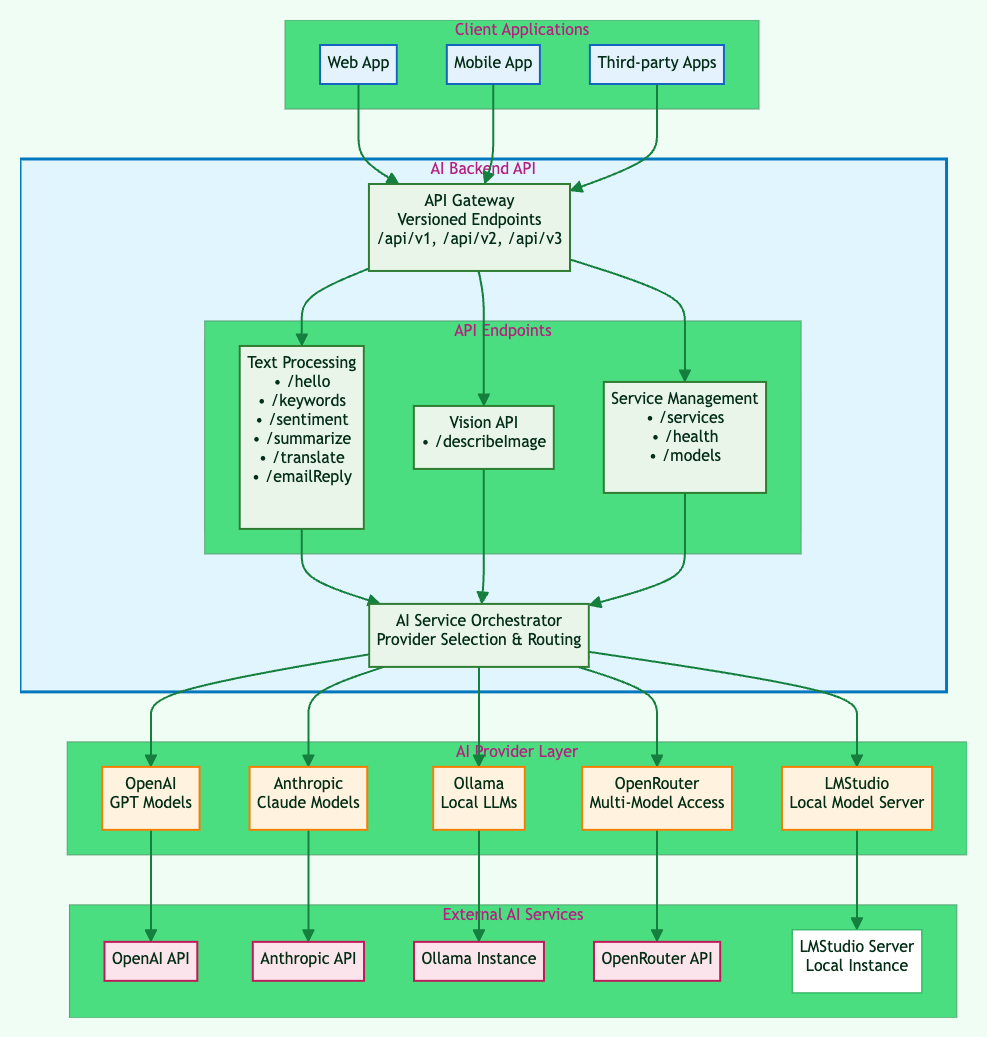 Client Applications
Web App
Mobile App
Third-party Apps
AI Backend API
API Gateway
Versioned Endpoints
/api/v1, /api/v2, /api/v3
API Endpoints
Text Processing
• /hello
• /keywords
• /sentiment
• /summarize
• /translate
• /emailReply
Vision API
• /describeImage
Service Management
• /services
• /health
• /models
AI Service Orchestrator
Provider Selection & Routing
AI Provider Layer
OpenAI
GPT Models
Anthropic
Claude Models
Ollama
Local LLMs
OpenRouter
Multi-Model Access
LMStudio
Local Model Server
External AI Services
OpenAI API
Anthropic API
Ollama Instance
OpenRouter API
LMStudio Server
Local Instance